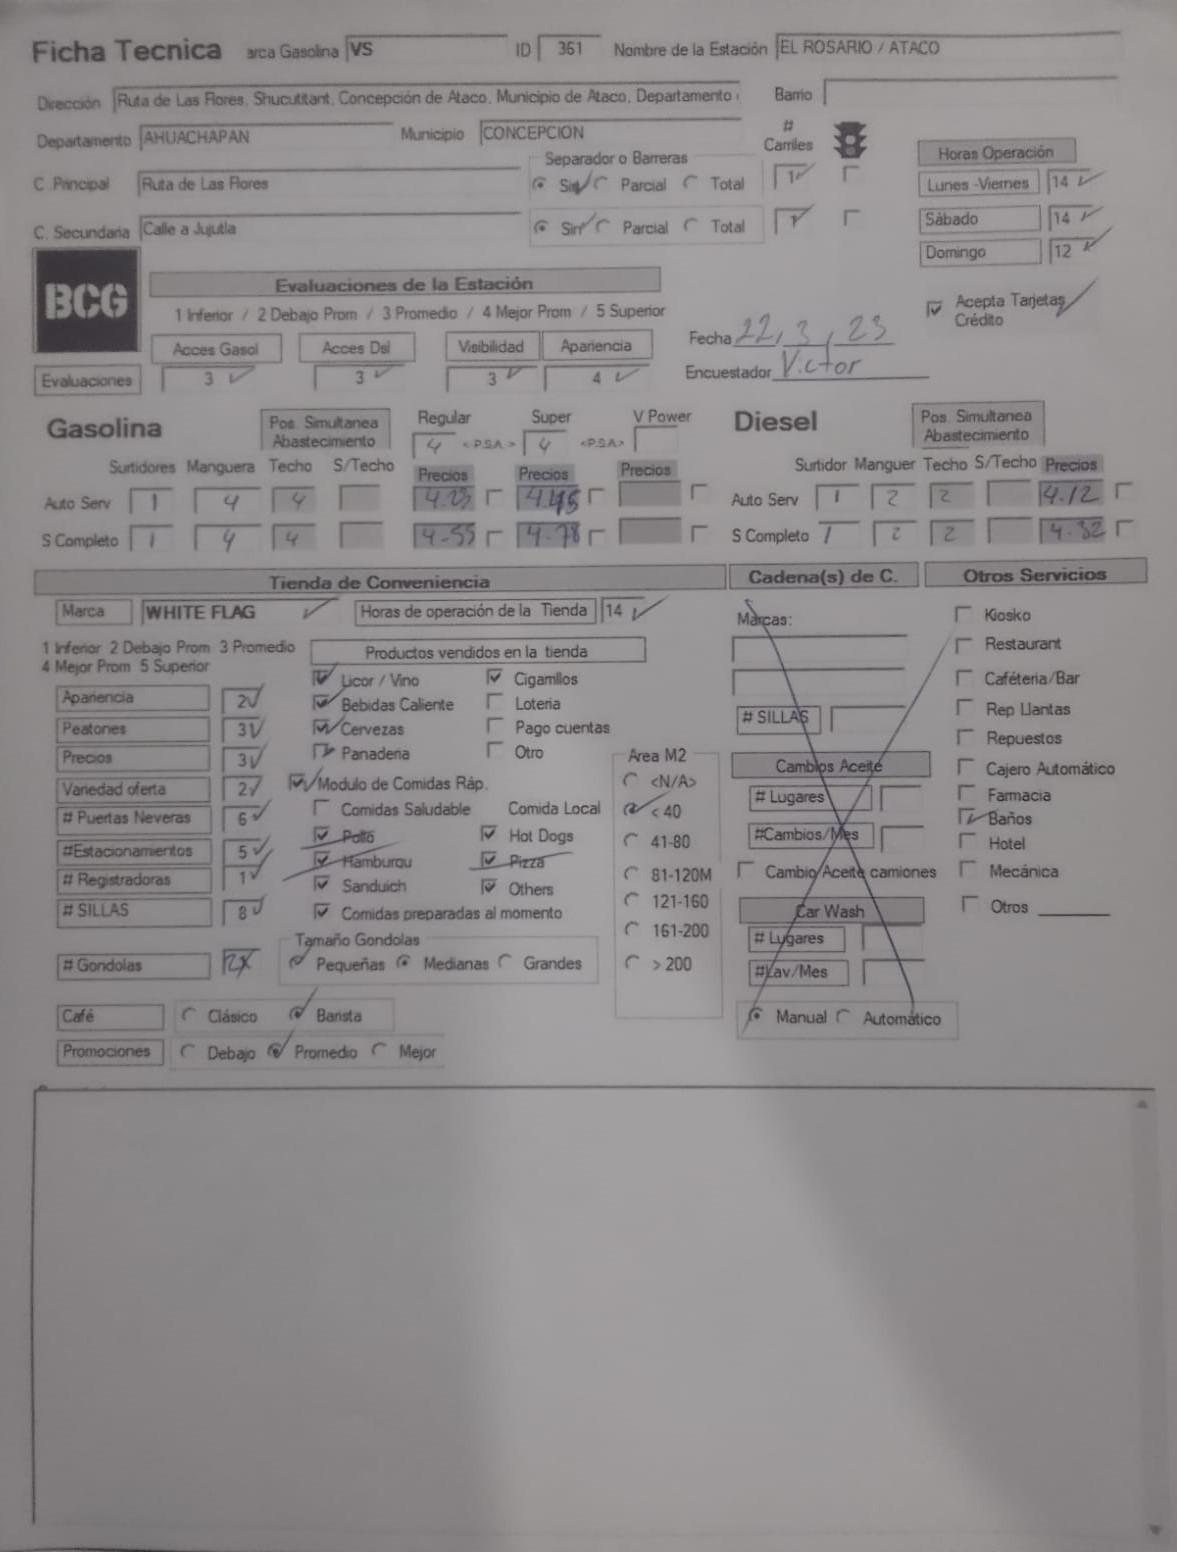 Ficha Tecnica arca Gasolina VS ID 361 Nombre de la Estación EL ROSARIO / ATACO
Dirección Ruta de Las Flores, Shucutitant, Concepción de Ataco, Municipio de Ataco, Departamento Barrio
Departamento AHUACHAPAN Municipio CONCEPCION # Carriles
Separador o Barreras Horas Operación
C .Principal Ruta de Las Flores Sin Parcial Total 1 Lunes -Viernes 14
C. Secundaria Calle a Jujutla Sin Parcial Total 1 Sábado 14
Domingo 12
BCG Evaluaciones de la Estación
1 Inferior / 2 Debajo Prom / 3 Promedio / 4 Mejor Prom / 5 Superior Acepta Tarjetas Crédito
Acces Gasol Acces Dsl Visibilidad Apariencia Fecha 22, 3, 23
Evaluaciones 3 3 3 4 Encuestador Victor
Gasolina Pos. Simultanea Abastecimiento Regular Super V Power Diesel Pos. Simultanea Abastecimiento
4 <P.S.A> 4 <P.S.A>
Surtidores Manguera Techo S/Techo Precios Precios Precios Surtidor Manguer Techo S/Techo Precios
Auto Serv 1 4 4 4.45 Auto Serv 1 2 2 4.12
S Completo 1 4 4 4.55 4.78 S Completo 1 2 2 4.32
Tienda de Conveniencia Cadena(s) de C. Otros Servicios
Marca WHITE FLAG Horas de operación de la Tienda 14 Marcas: Kiosko
1 Inferior 2 Debajo Prom 3 Promedio Productos vendidos en la tienda Restaurant
4 Mejor Prom 5 Superior
Apariencia 2 Licor / Vino Cigarrillos Caféteria/Bar
Peatones 3 Bebidas Caliente Loteria # SILLAS Rep Llantas
Precios 3 Cervezas Pago cuentas Repuestos
Panaderia Otro Area M2 Cambios Aceite Cajero Automático
Variedad oferta 2 Modulo de Comidas Ráp. <N/A> # Lugares Farmacia
# Puertas Neveras 6 Comidas Saludable Comida Local < 40 Baños
#Estacionamientos 5 Pollo Hot Dogs 41-80 #Cambios/Mes Hotel
# Registradoras 1 Hamburgu Pizza 81-120M Cambio/Aceite camiones Mecánica
# SILLAS 8 Sanduich Others 121-160 Car Wash Otros
Comidas preparadas al momento 161-200 # Lugares
Tamaño Gondolas
# Gondolas Pequeñas Medianas Grandes > 200 #Lav/Mes
Café Clásico Barista Manual Automático
Promociones Debajo Promedio Mejor